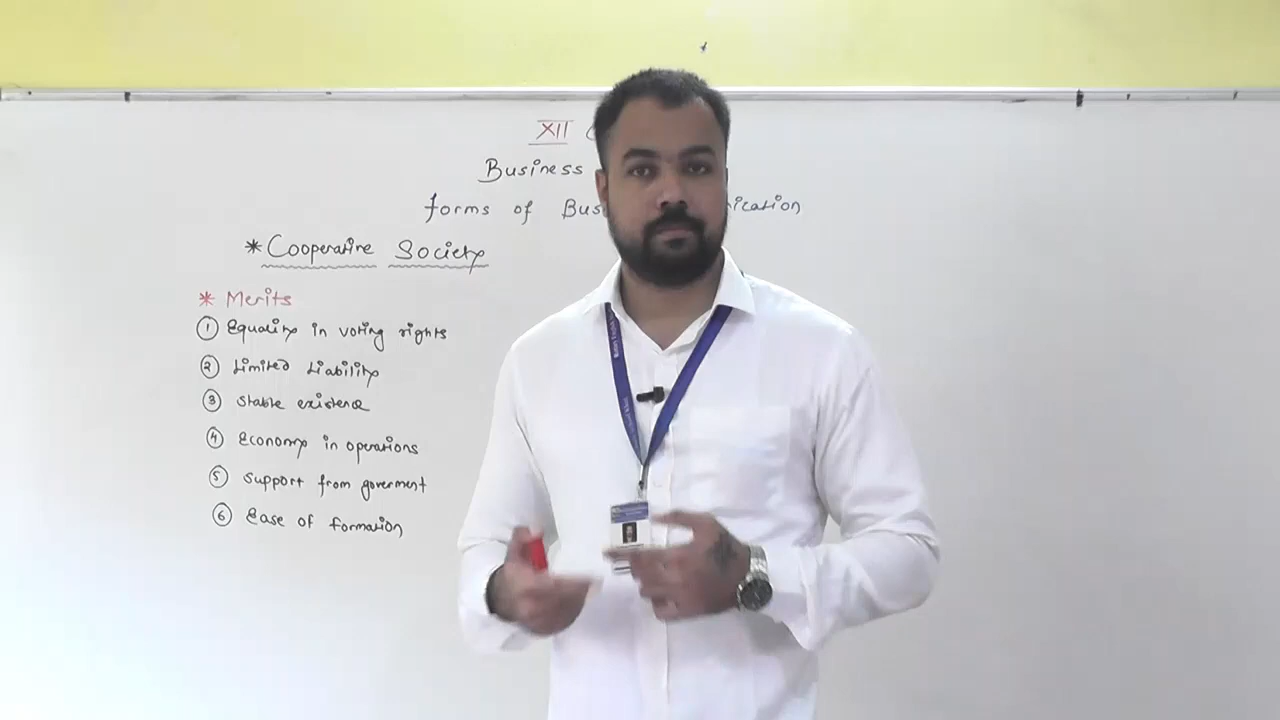 XII
Business
forms of Bus nication
* Cooperative Society
* Merits
① Equality in voting rights
② Limited Liability
③ Stable existence
④ Economy in operations
⑤ Support from goverment
⑥ Ease of formation